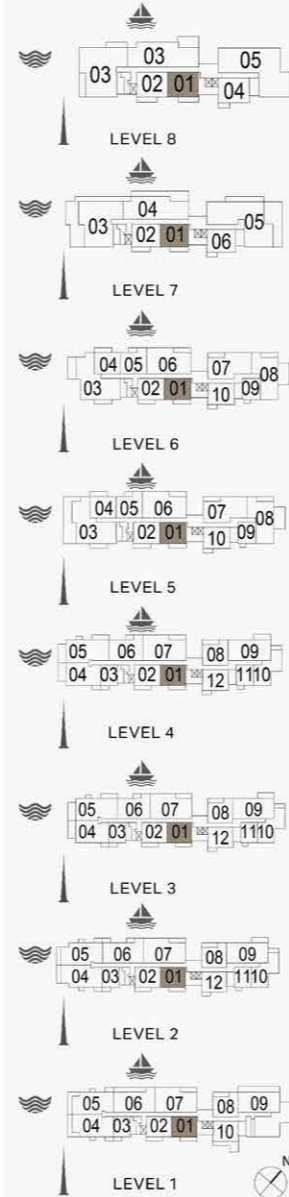 03 05
03 02 01 04
LEVEL 8
04
03 02 01 06 05
LEVEL 7
04 05 06 07 08
03 02 01 10 09
LEVEL 6
04 05 06 07 08
03 02 01 10 09
LEVEL 5
05 06 07 08 09
04 03 02 01 12 11 10
LEVEL 4
05 06 07 08 09
04 03 02 01 12 11 10
LEVEL 3
05 06 07 08 09
04 03 02 01 12 11 10
LEVEL 2
05 06 07 08 09
04 03 02 01 10
LEVEL 1
N